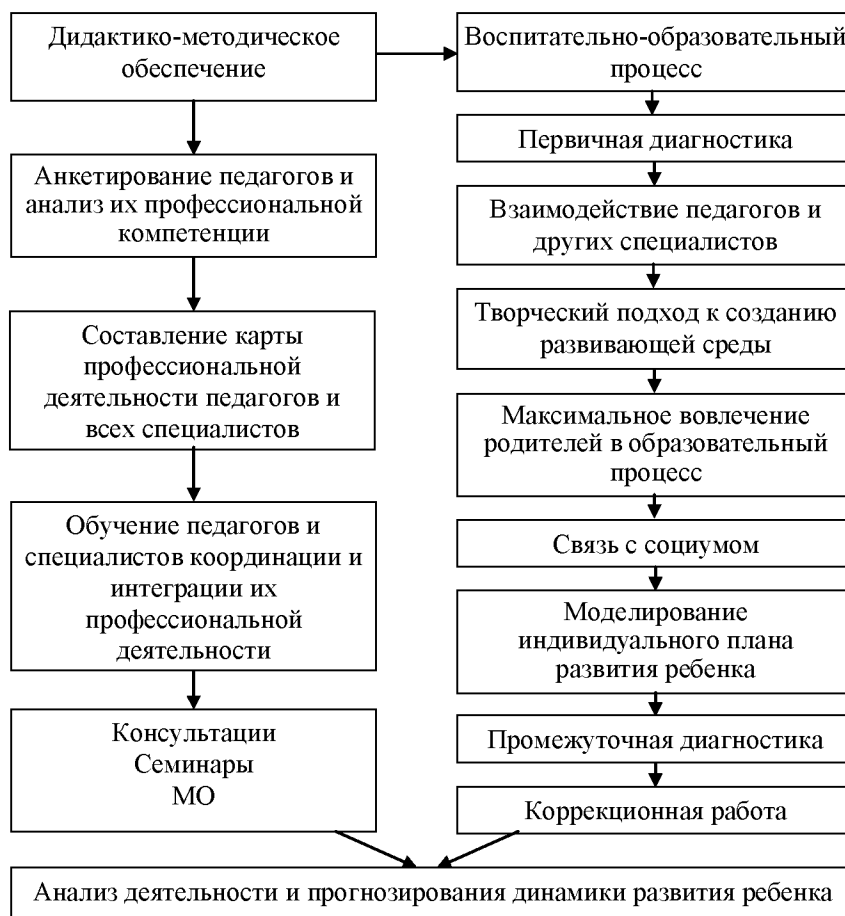 Дидактико-методическое
обеспечение
Анкетирование педагогов и
анализ их профессиональной
компетенции
Составление карты
профессиональной
деятельности педагогов и
всех специалистов
Обучение педагогов и
специалистов координации и
интеграции их
профессиональной
деятельности
Консультации
Семинары
МО
Воспитательно-образовательный
процесс
Первичная диагностика
Взаимодействие педагогов и
других специалистов
Творческий подход к созданию
развивающей среды
Максимальное вовлечение
родителей в образовательный
процесс
Связь с социумом
Моделирование
индивидуального плана
развития ребенка
Промежуточная диагностика
Коррекционная работа
Анализ деятельности и прогнозирования динамики развития ребенка